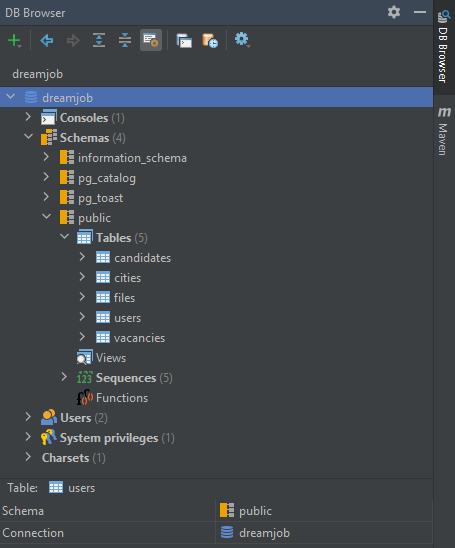 DB Browser
dreamjob
dreamjob
Consoles (1)
Schemas (4)
information_schema
pg_catalog
pg_toast
public
Tables (5)
candidates
cities
files
users
vacancies
Views
123 Sequences (5)
Functions
Users (2)
System privileges (1)
Charsets (1)
Table: users
Schema public
Connection dreamjob
DB Browser
m Maven